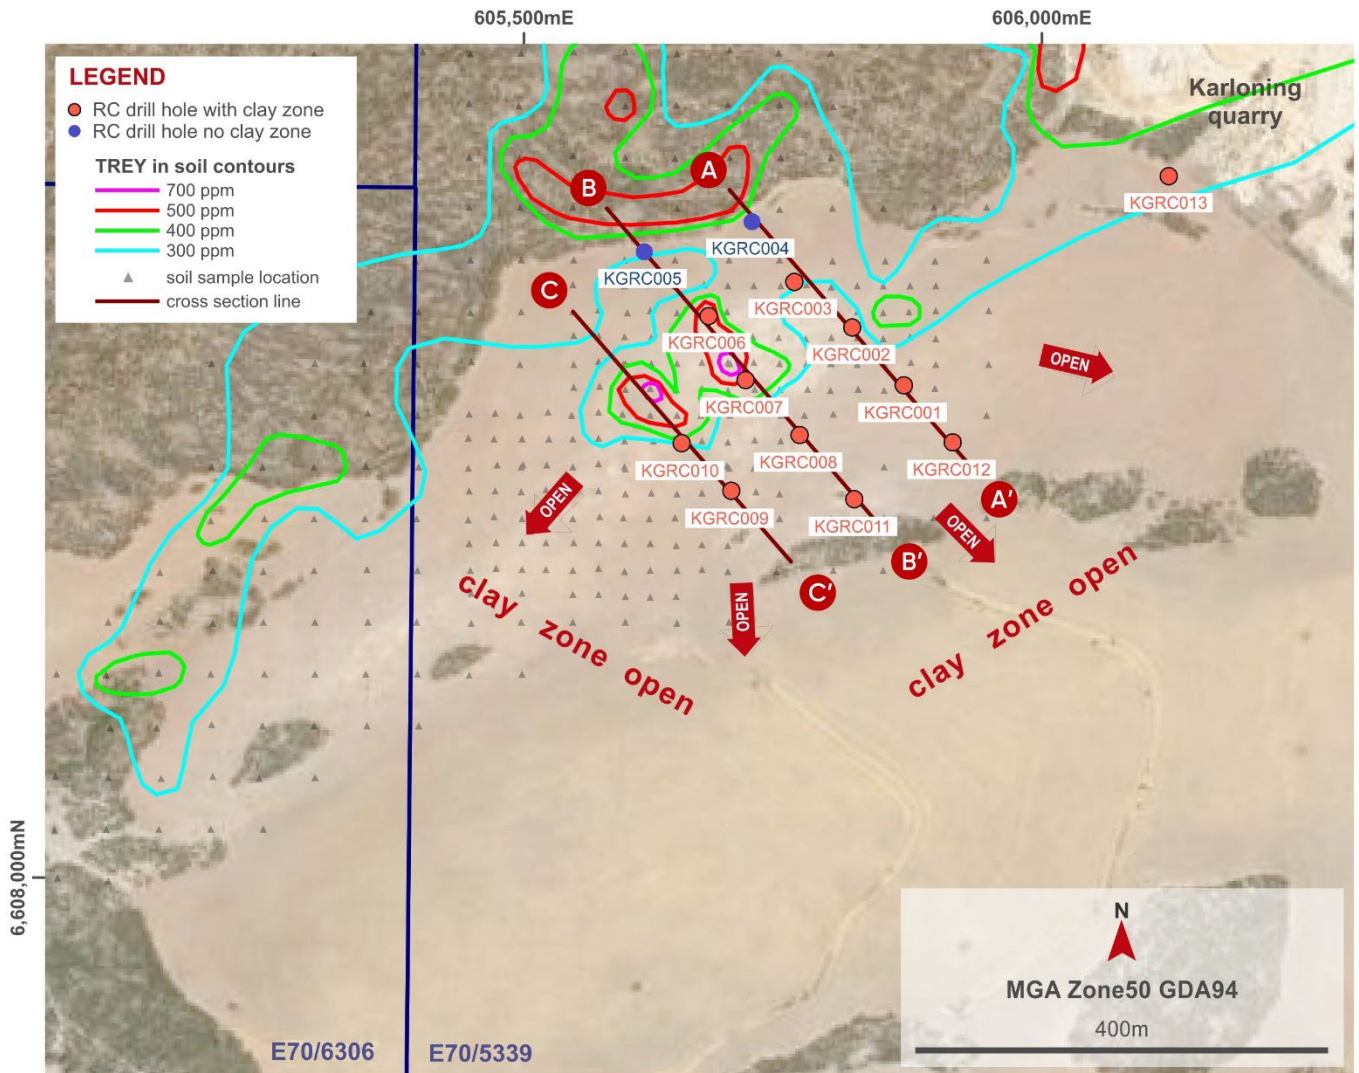 605,500mE
606,000mE
LEGEND
RC drill hole with clay zone
RC drill hole no clay zone
TREY in soil contours
700 ppm
500 ppm
400 ppm
300 ppm
soil sample location
cross section line
Karloning
quarry
A
B
C
KGRC013
KGRC004
KGRC005
KGRC003
KGRC006
KGRC002
OPEN
KGRC007
KGRC001
KGRC010
KGRC008
KGRC012
OPEN
KGRC009
KGRC011
A'
OPEN
B'
C'
OPEN
clay zone open
clay zone open
6,608,000mN
N
MGA Zone50 GDA94
400m
E70/6306
E70/5339